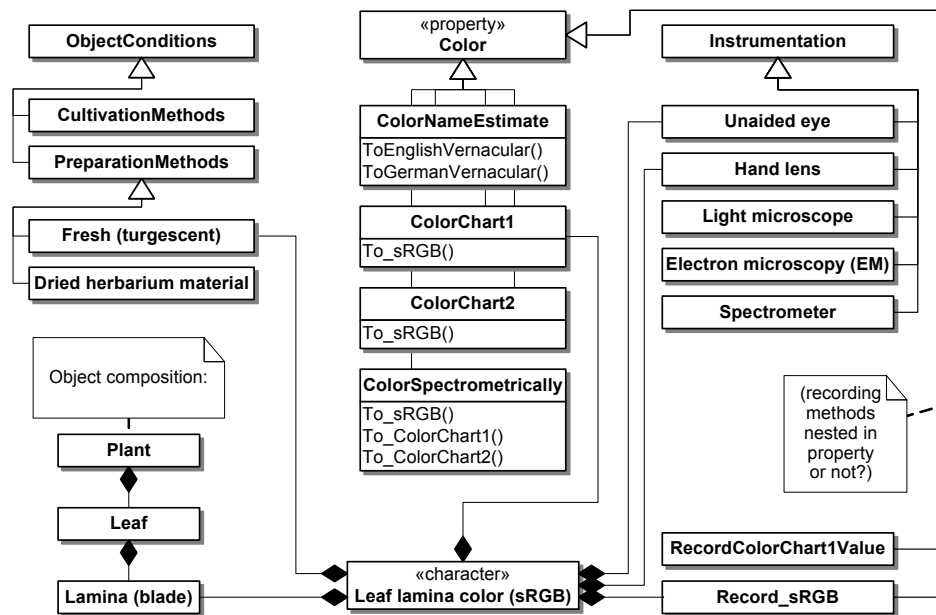 ObjectConditions
CultivationMethods
PreparationMethods
Fresh (turgescent)
Dried herbarium material
Object composition:
Plant
Leaf
Lamina (blade)
«property»
Color
ColorNameEstimate
ToEnglishVernacular()
ToGermanVernacular()
ColorChart1
To_sRGB()
ColorChart2
To_sRGB()
ColorSpectrometrically
To_sRGB()
To_ColorChart1()
To_ColorChart2()
«character»
Leaf lamina color (sRGB)
Instrumentation
Unaided eye
Hand lens
Light microscope
Electron microscopy (EM)
Spectrometer
(recording
methods
nested in
property
or not?)
RecordColorChart1Value
Record_sRGB